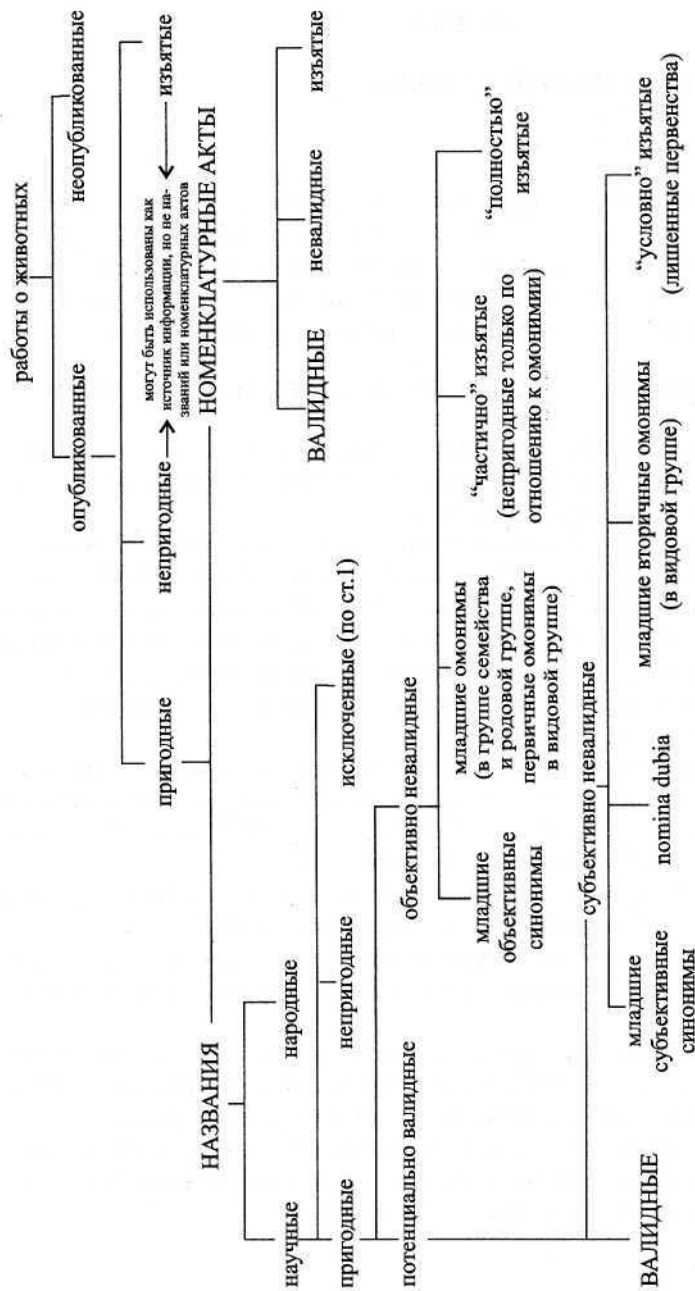 работы о животных
опубликованные
неопубликованные
пригодные
непригодные
могут быть использованы как
источник информации, но не на-
званий или номенклатурных актов
изъятые
НАЗВАНИЯ
НОМЕНКЛАТУРНЫЕ АКТЫ
научные
народные
ВАЛИДНЫЕ
невалидные
изъятые
пригодные
непригодные
исключенные (по ст.1)
потенциально валидные
объективно невалидные
младшие
объективные
синонимы
младшие омонимы
(в группе семейства
и родовой группе,
первичные омонимы
в видовой группе)
“частично” изъятые
(непригодные только по
отношению к омонимии)
“полностью”
изъятые
субъективно невалидные
ВАЛИДНЫЕ
младшие
субъективные
синонимы
nomina dubia
младшие вторичные омонимы
(в видовой группе)
“условно” изъятые
(лишенные первенства)